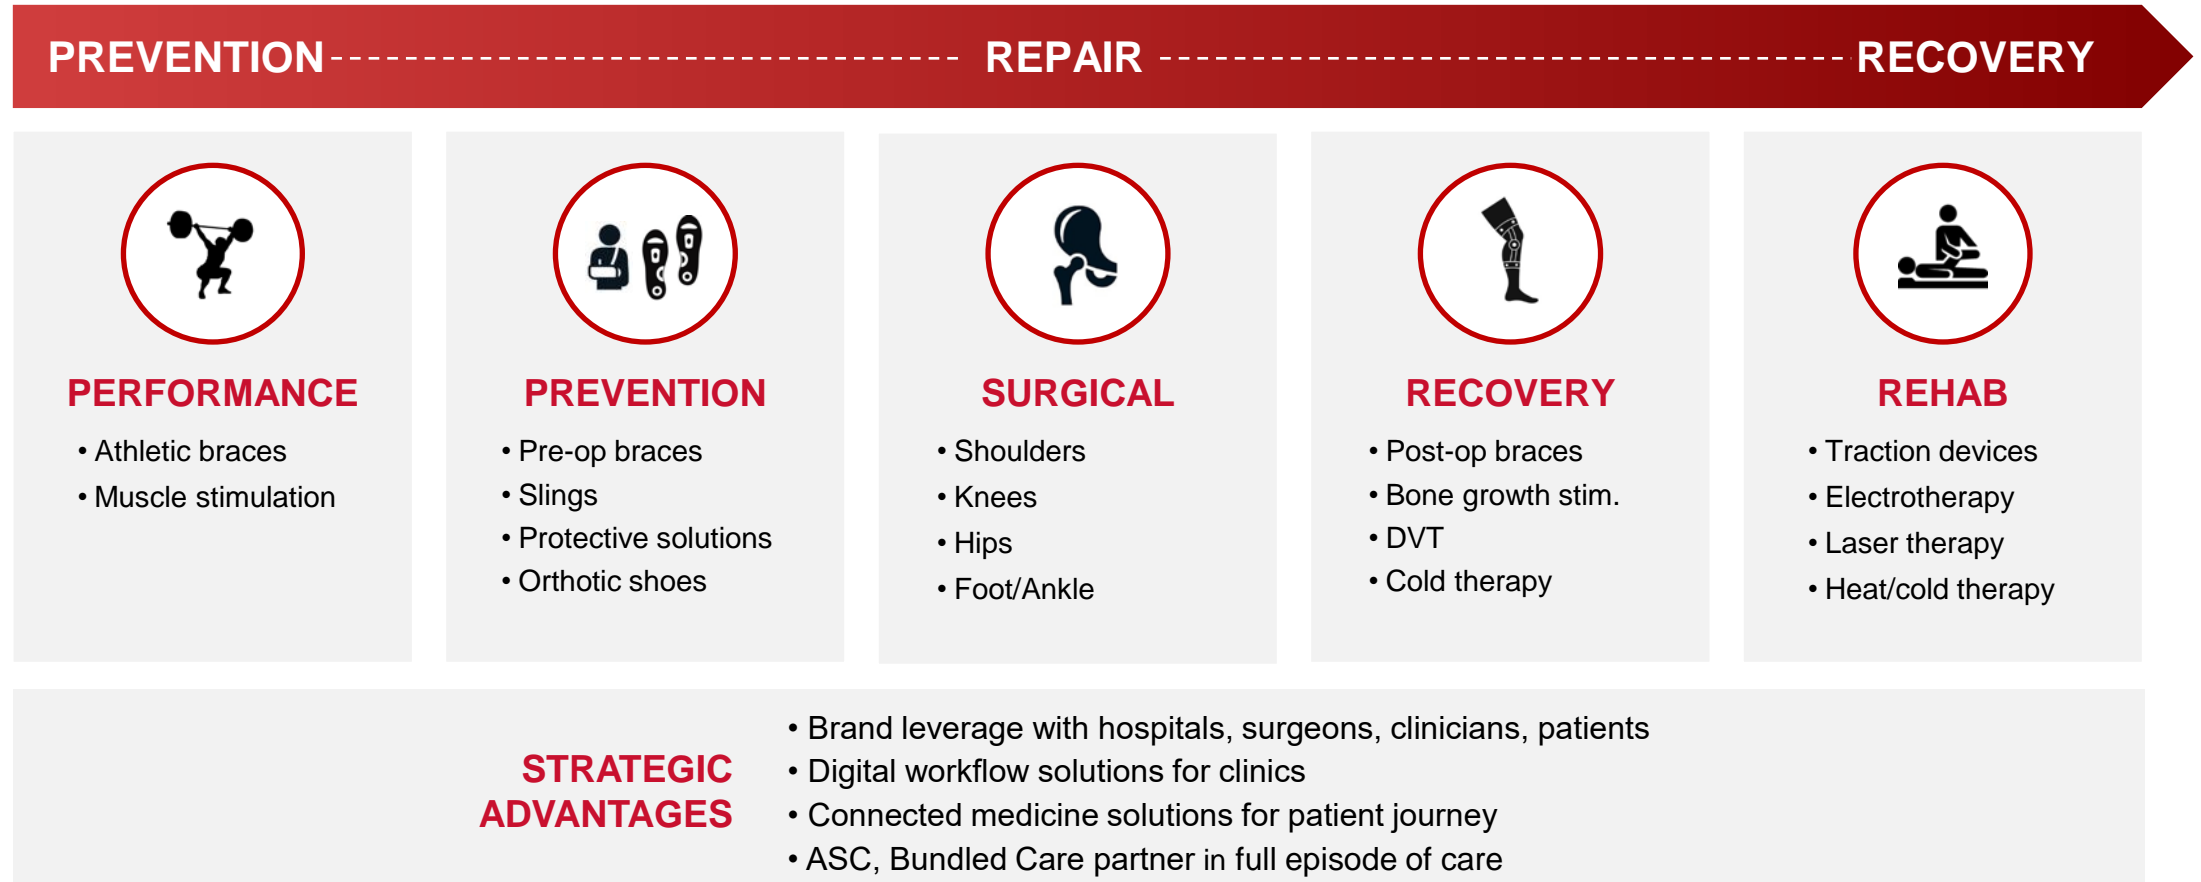 PREVENTION REPAIR RECOVERY
PERFORMANCE
• Athletic braces
• Muscle stimulation
PREVENTION
• Pre-op braces
• Slings
• Protective solutions
• Orthotic shoes
SURGICAL
• Shoulders
• Knees
• Hips
• Foot/Ankle
RECOVERY
• Post-op braces
• Bone growth stim.
• DVT
• Cold therapy
REHAB
• Traction devices
• Electrotherapy
• Laser therapy
• Heat/cold therapy
STRATEGIC
ADVANTAGES
• Brand leverage with hospitals, surgeons, clinicians, patients
• Digital workflow solutions for clinics
• Connected medicine solutions for patient journey
• ASC, Bundled Care partner in full episode of care